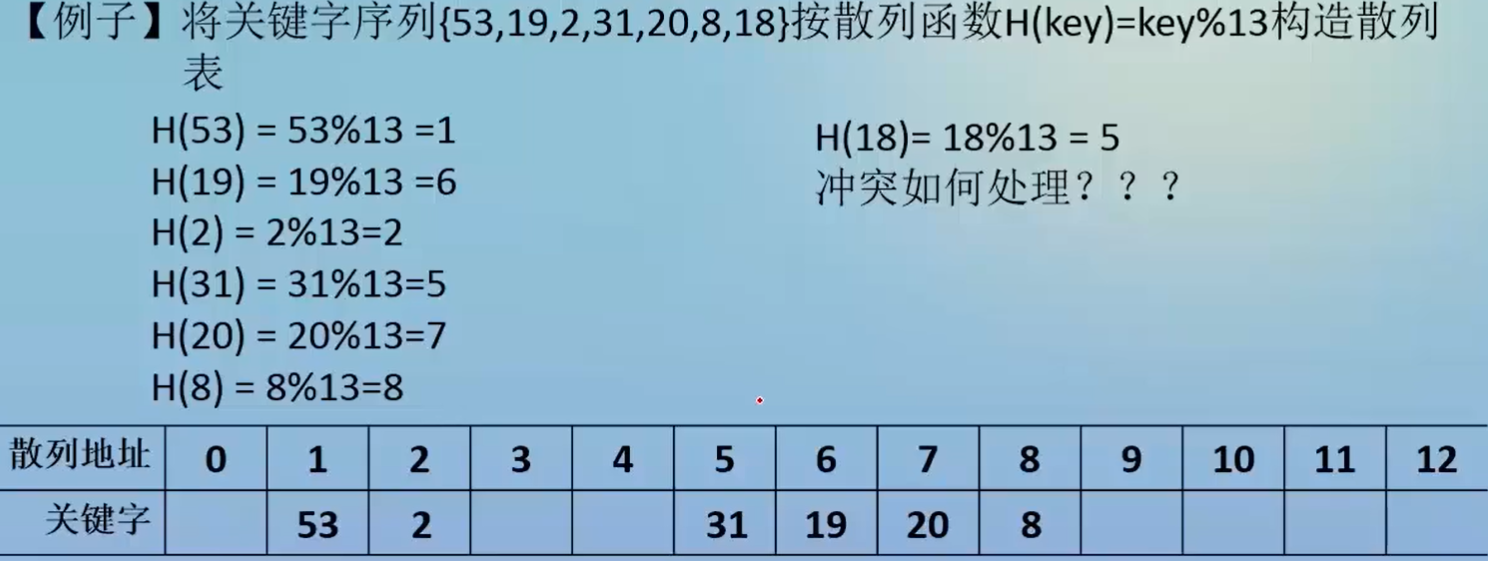 【例子】将关键字序列{53,19,2,31,20,8,18}按散列函数H(key)=key%13构造散列
表
H(53) = 53%13 =1
H(19) = 19%13 =6
H(2) = 2%13=2
H(31) = 31%13=5
H(20) = 20%13=7
H(8) = 8%13=8
H(18)= 18%13 = 5
冲突如何处理？？？
散列地址 0 1 2 3 4 5 6 7 8 9 10 11 12
关键字 53 2 31 19 20 8